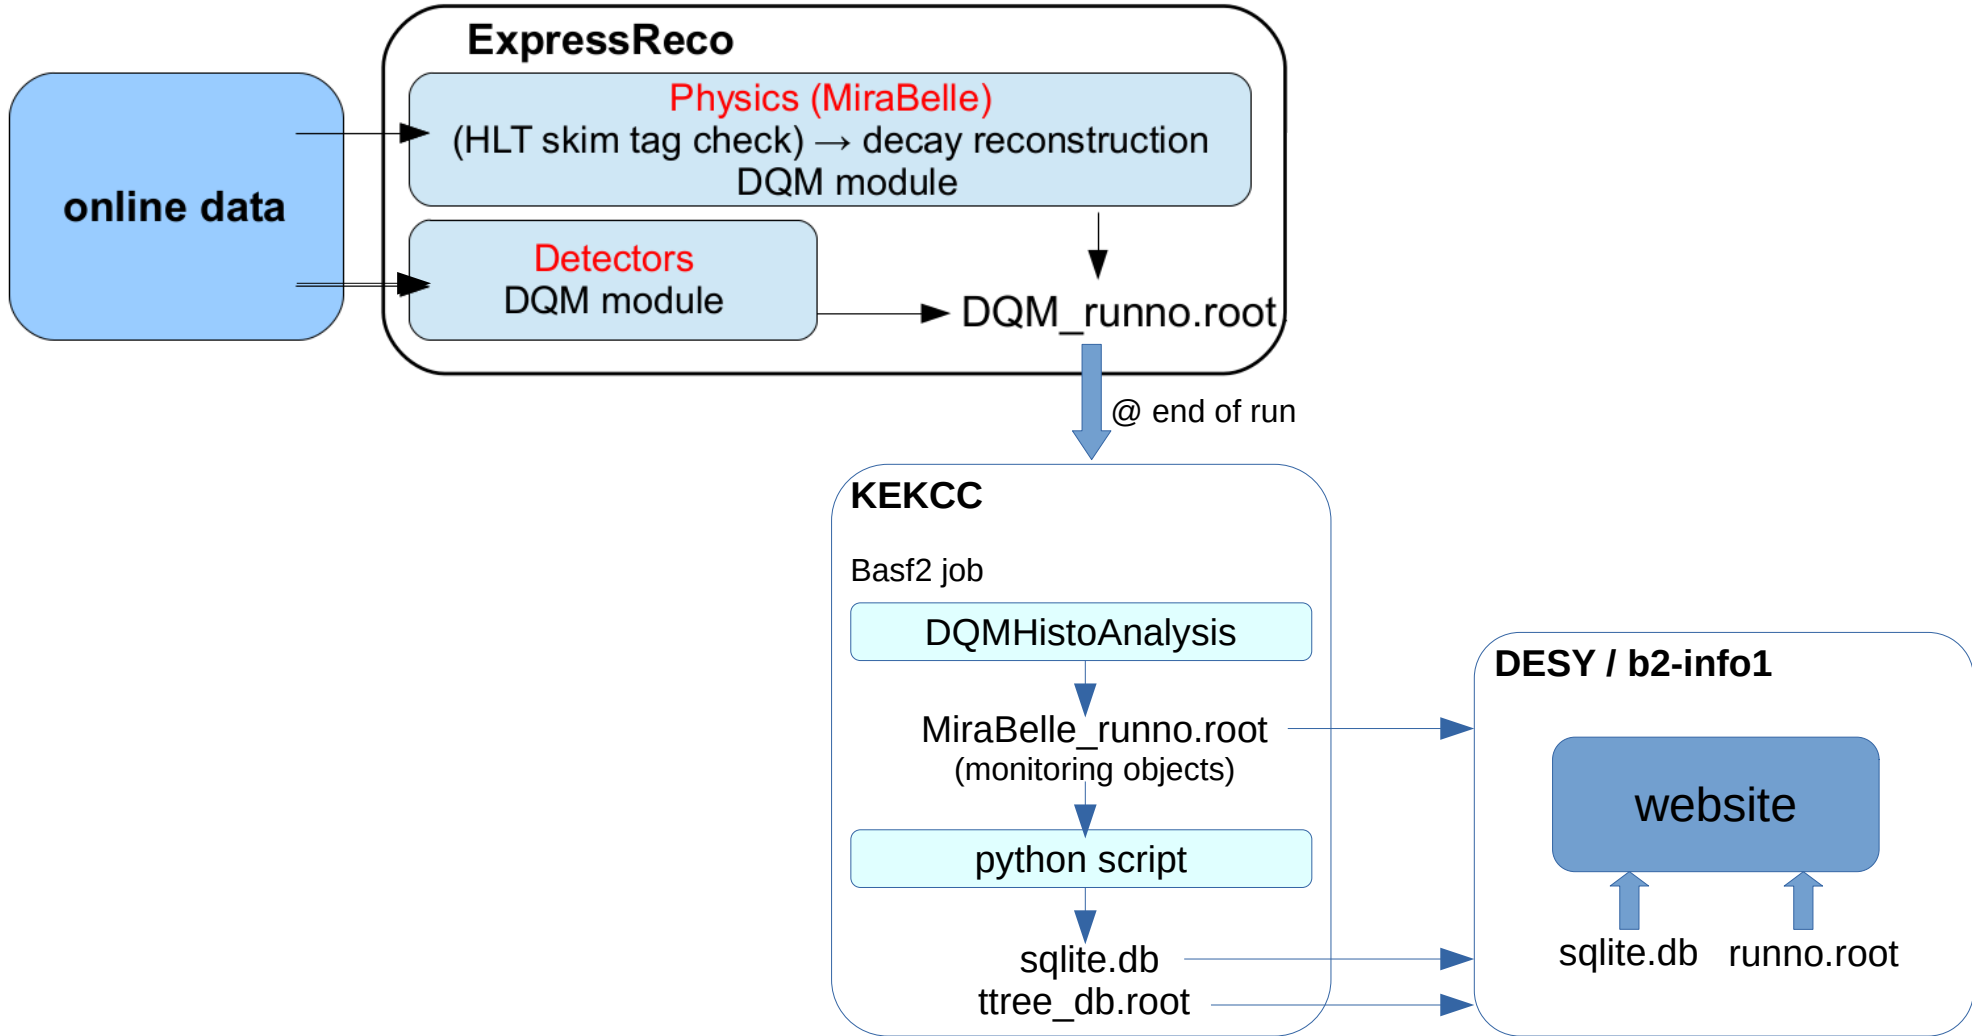 ExpressReco
online data
Physics (MiraBelle)
(HLT skim tag check) → decay reconstruction
DQM module
Detectors
DQM module
DQM_runno.root
@ end of run
KEKCC
Basf2 job
DQMHistoAnalysis
MiraBelle_runno.root
(monitoring objects)
python script
sqlite.db
ttree_db.root
DESY / b2-info1
website
sqlite.db
runno.root